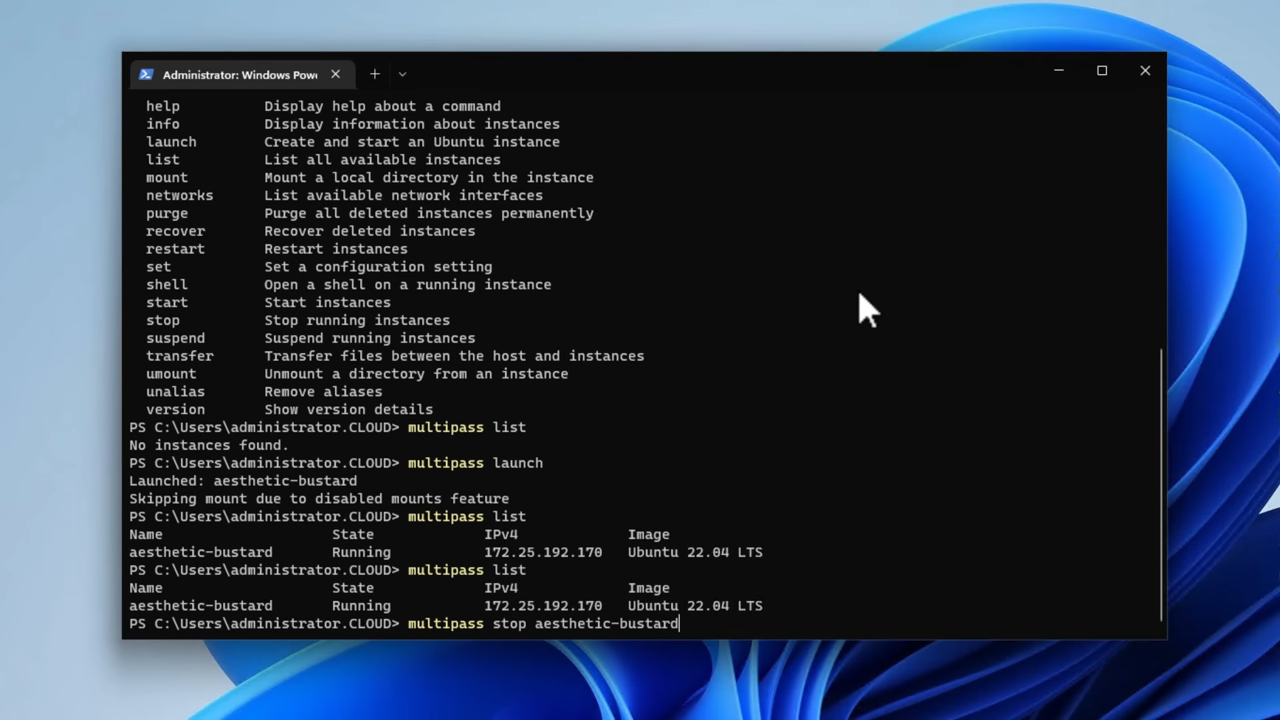 Administrator: Windows Pow
help Display help about a command
info Display information about instances
launch Create and start an Ubuntu instance
list List all available instances
mount Mount a local directory in the instance
networks List available network interfaces
purge Purge all deleted instances permanently
recover Recover deleted instances
restart Restart instances
set Set a configuration setting
shell Open a shell on a running instance
start Start instances
stop Stop running instances
suspend Suspend running instances
transfer Transfer files between the host and instances
umount Unmount a directory from an instance
unalias Remove aliases
version Show version details
PS C:\Users\administrator.CLOUD> multipass list
No instances found.
PS C:\Users\administrator.CLOUD> multipass launch
Launched: aesthetic-bustard
Skipping mount due to disabled mounts feature
PS C:\Users\administrator.CLOUD> multipass list
Name State IPv4 Image
aesthetic-bustard Running 172.25.192.170 Ubuntu 22.04 LTS
PS C:\Users\administrator.CLOUD> multipass list
Name State IPv4 Image
aesthetic-bustard Running 172.25.192.170 Ubuntu 22.04 LTS
PS C:\Users\administrator.CLOUD> multipass stop aesthetic-bustard